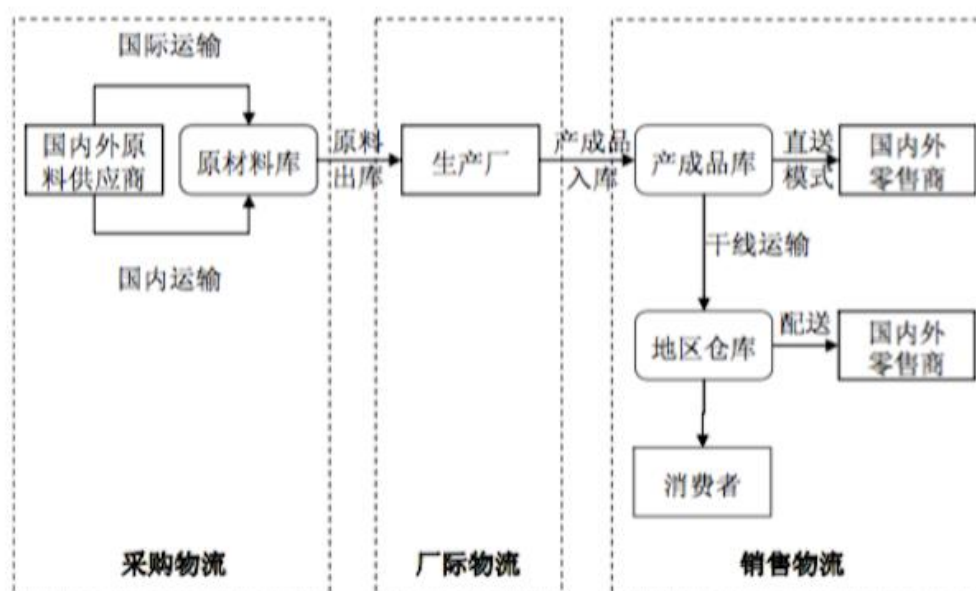 国际运输
国内外原
料供应商
原材料库
国内运输
采购物流
原料
出库
生产厂
产成品
入库
厂际物流
产成品库
直送
模式
国内外
零售商
干线运输
地区仓库
配送
国内外
零售商
消费者
销售物流